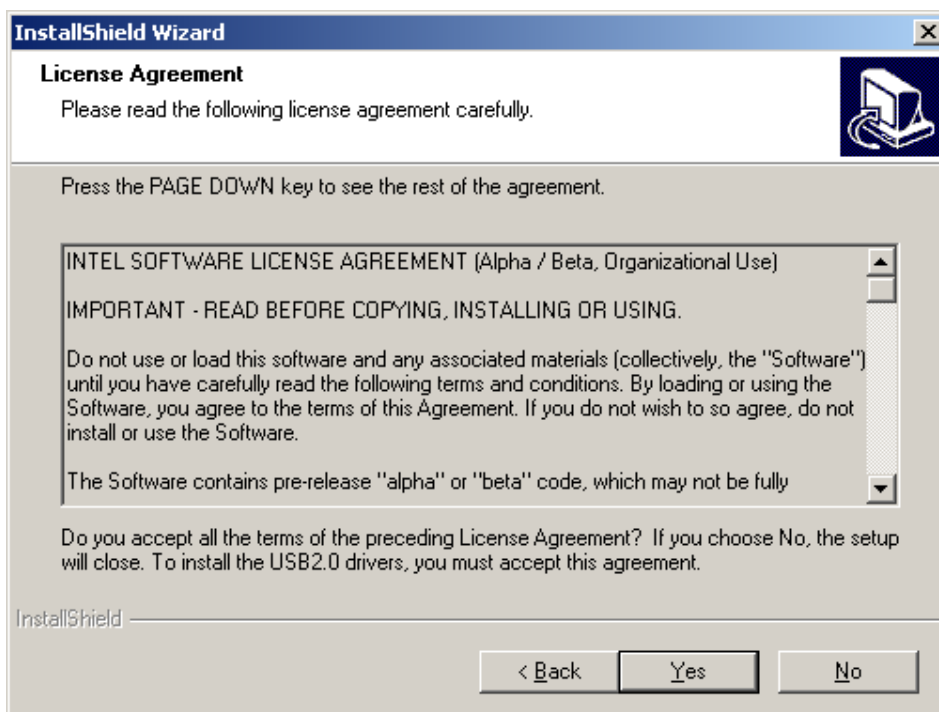 InstallShield Wizard
License Agreement
Please read the following license agreement carefully.
Press the PAGE DOWN key to see the rest of the agreement.
INTEL SOFTWARE LICENSE AGREEMENT (Alpha / Beta, Organizational Use)
IMPORTANT - READ BEFORE COPYING, INSTALLING OR USING.
Do not use or load this software and any associated materials (collectively, the "Software")
until you have carefully read the following terms and conditions. By loading or using the
Software, you agree to the terms of this Agreement. If you do not wish to so agree, do not
install or use the Software.
The Software contains pre-release "alpha" or "beta" code, which may not be fully
Do you accept all the terms of the preceding License Agreement?  If you choose No, the setup
will close. To install the USB2.0 drivers, you must accept this agreement.
InstallShield
< Back
Yes
No